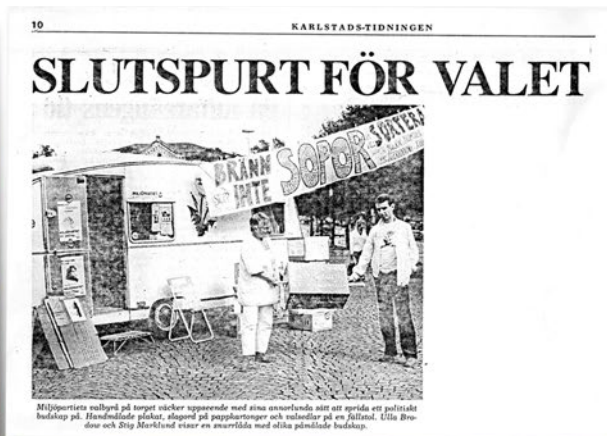 10
KARLSTADS-TIDNINGEN
SLUTSPURT FÖR VALET
BRÄNN
INTE
SOPOR
SORTERA
Miljöpartiets valbyrå på torget väcker uppseende med sina annorlunda sätt att sprida ett politiskt
budskap på. Handmålade plakat, slagord på pappkartonger och valsedlar på en fällstol. Ulla Bro-
dow och Stig Marklund visar en snurrlåda med olika påmålade budskap.